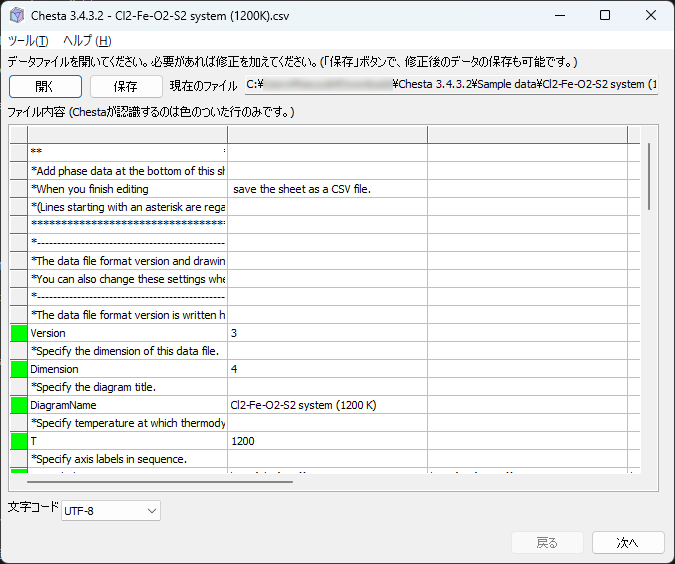 Chesta 3.4.3.2 - Cl2-Fe-O2-S2 system (1200K).csv
ツール(T) ヘルプ (H)
データファイルを開いてください。必要があれば修正を加えてください。(「保存」ボタンで、修正後のデータの保存も可能です。)
開く 保存 現在のファイル C:¥ ¥Chesta 3.4.3.2¥Sample data¥Cl2-Fe-O2-S2 system (1
ファイル内容 (Chestaが認識するのは色のついた行のみです。)
** *
*Add phase data at the bottom of this sh
*When you finish editing save the sheet as a CSV file.
*(Lines starting with an asterisk are rega
***********************************
*-------------------------------------------------
*The data file format version and drawin
*You can also change these settings whe
*-------------------------------------------------
*The data file format version is written h
Version 3
*Specify the dimension of this data file.
Dimension 4
*Specify the diagram title.
DiagramName Cl2-Fe-O2-S2 system (1200 K)
*Specify temperature at which thermody
T 1200
*Specify axis labels in sequence.
文字コード UTF-8
戻る 次へ